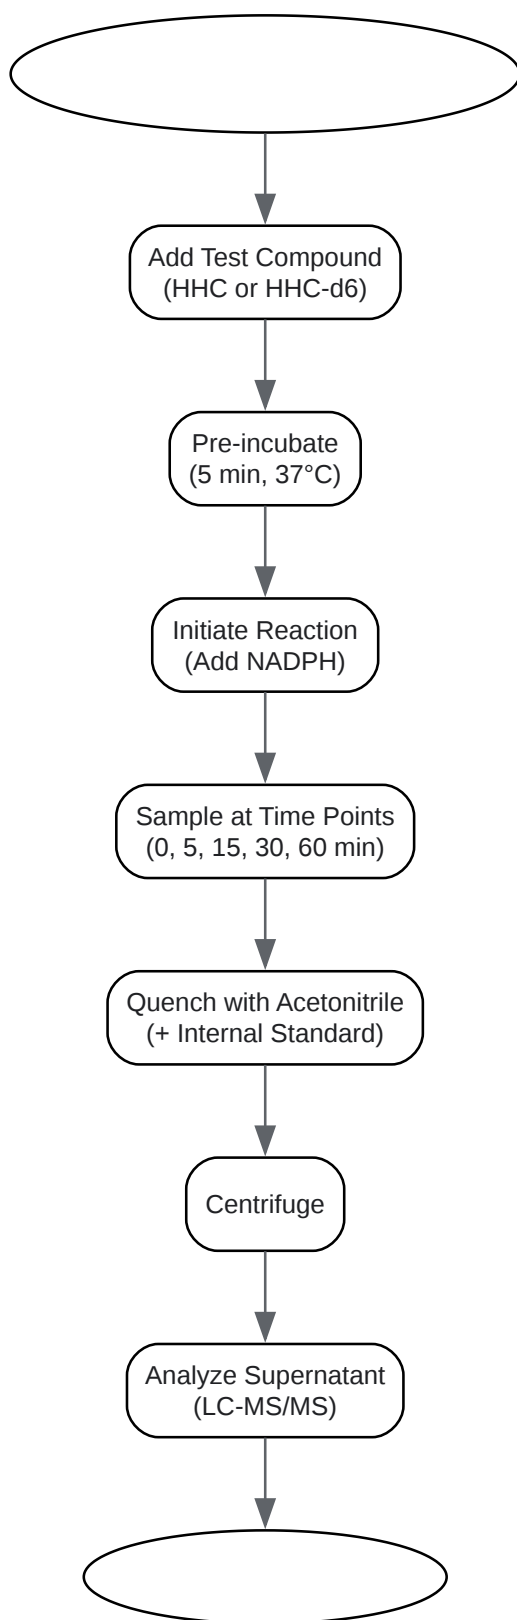 Add Test Compound
(HHC or HHC-d6)
Pre-incubate
(5 min, 37°C)
Initiate Reaction
(Add NADPH)
Sample at Time Points
(0, 5, 15, 30, 60 min)
Quench with Acetonitrile
(+ Internal Standard)
Centrifuge
Analyze Supernatant
(LC-MS/MS)